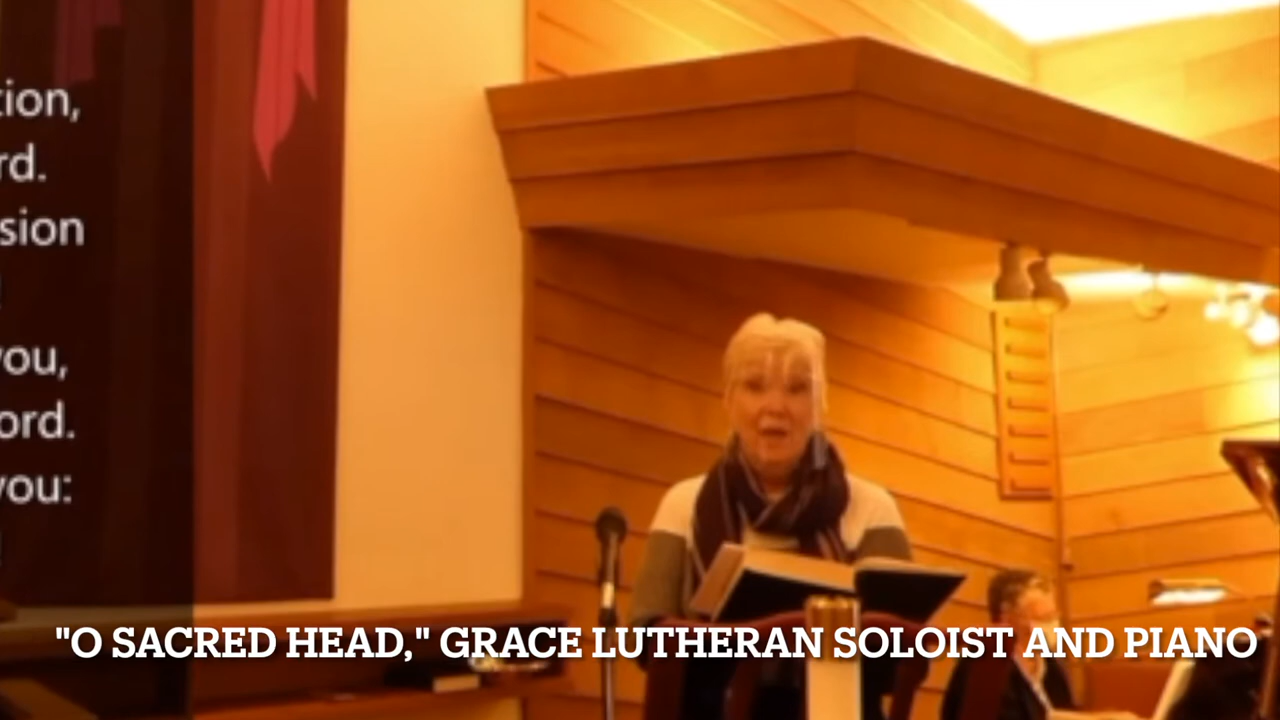 tion,
rd.
sion
you,
ord.
you:
"O SACRED HEAD," GRACE LUTHERAN SOLOIST AND PIANO